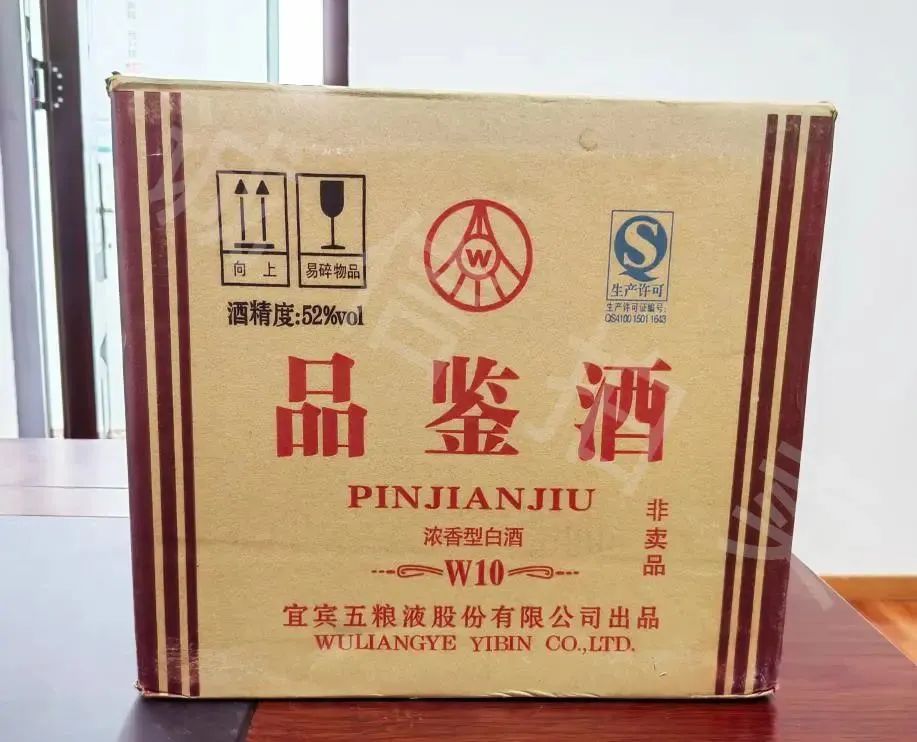 向上
易碎物品
酒精度:52%vol
W
S
生产许可
生产许可证编号:
QS4100 1501 1643
品鉴酒
PINJIANJIU
浓香型白酒
非卖品
W10
宜宾五粮液股份有限公司出品
WULIANGYE YIBIN CO.,LTD.